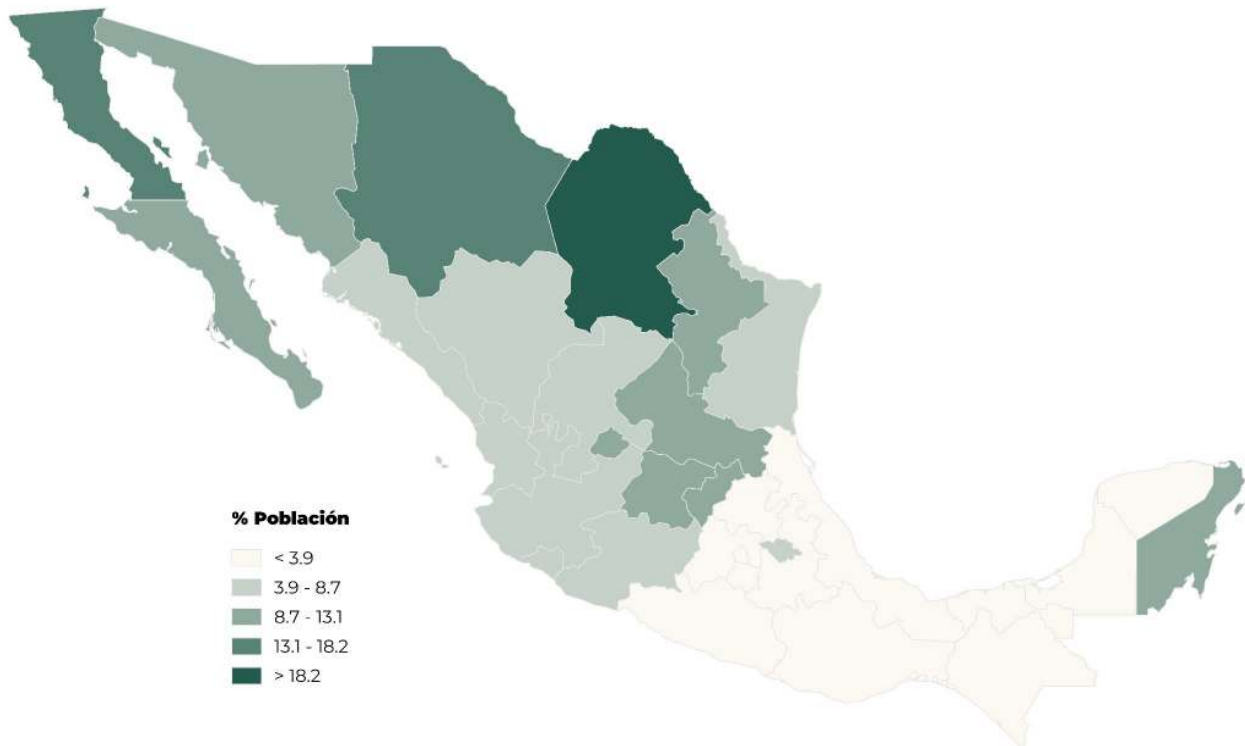 % Población
< 3.9
3.9 - 8.7
8.7 - 13.1
13.1 - 18.2
> 18.2